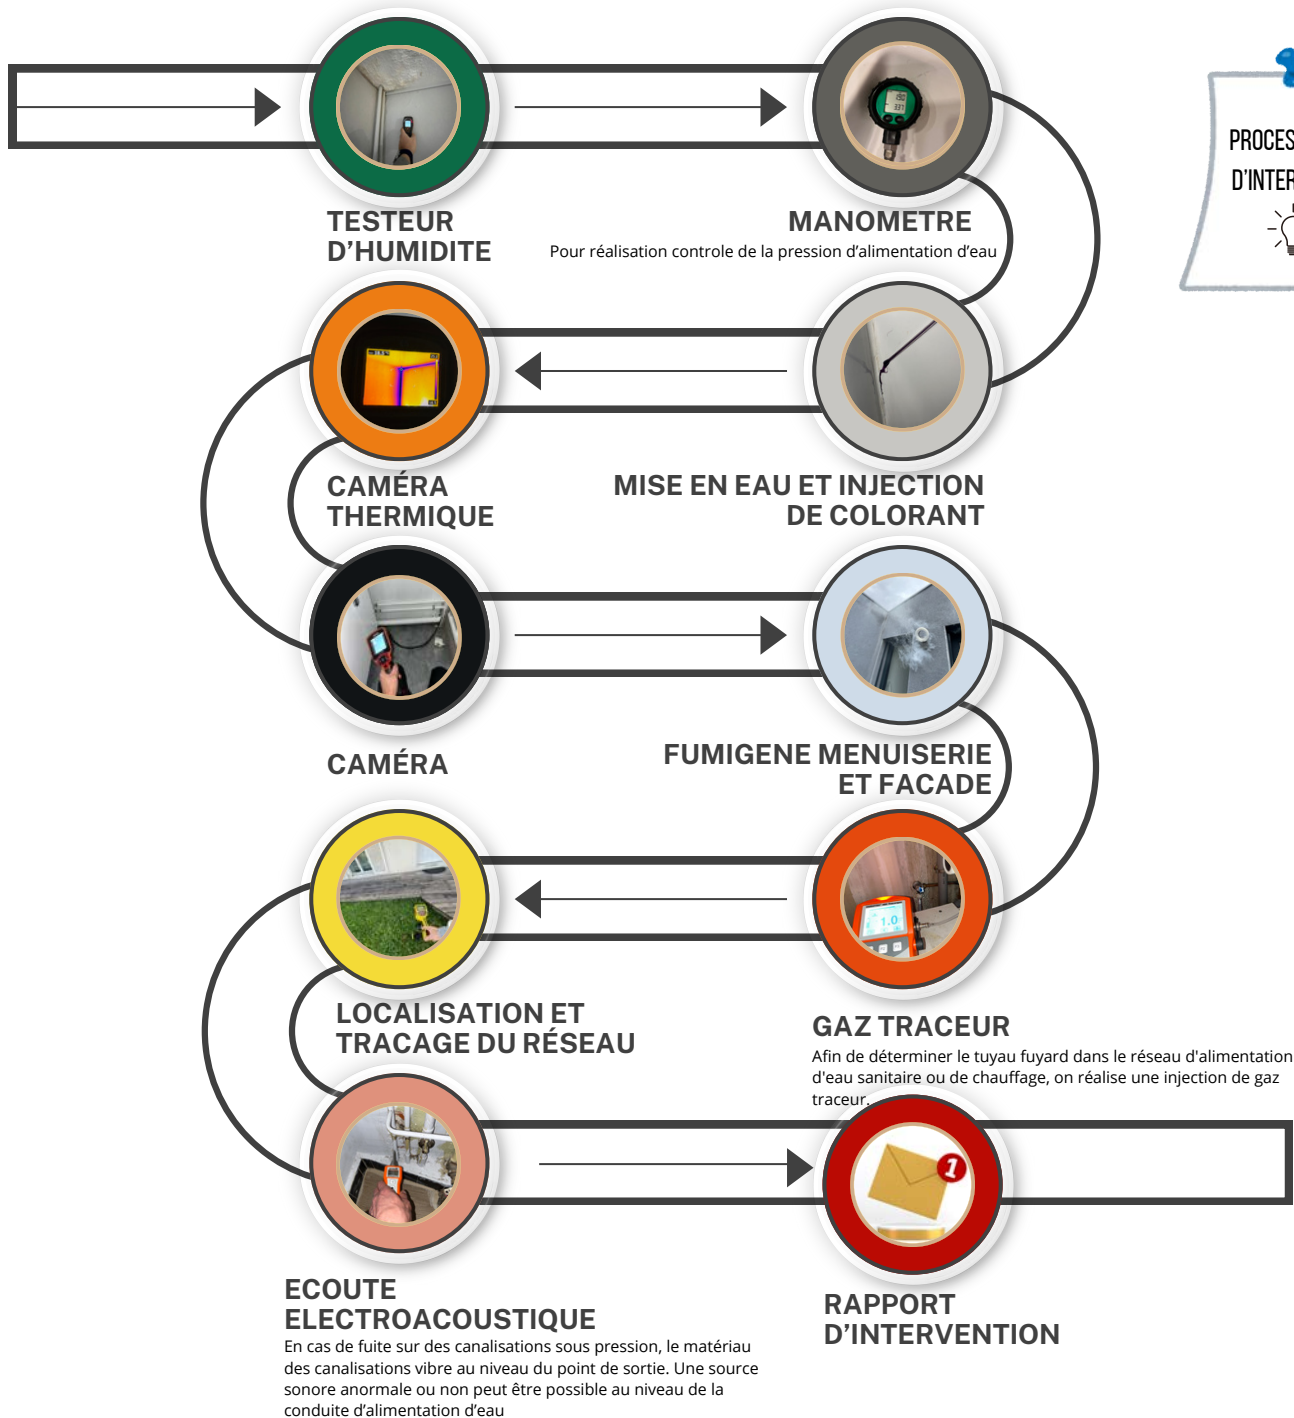 PROCES
D'INTER
TESTEUR
D’HUMIDITE
MANOMETRE
Pour réalisation controle de la pression d’alimentation d’eau
MISE EN EAU ET INJECTION
DE COLORANT
CAMÉRA
THERMIQUE
CAMÉRA
FUMIGENE MENUISERIE
ET FACADE
GAZ TRACEUR
Afin de déterminer le tuyau fuyard dans le réseau d'alimentation
d'eau sanitaire ou de chauffage, on réalise une injection de gaz
traceur.
1.0
LOCALISATION ET
TRACAGE DU RÉSEAU
ECOUTE
ELECTROACOUSTIQUE
En cas de fuite sur des canalisations sous pression, le matériau
des canalisations vibre au niveau du point de sortie. Une source
sonore anormale ou non peut être possible au niveau de la
conduite d’alimentation d’eau
1
RAPPORT
D’INTERVENTION